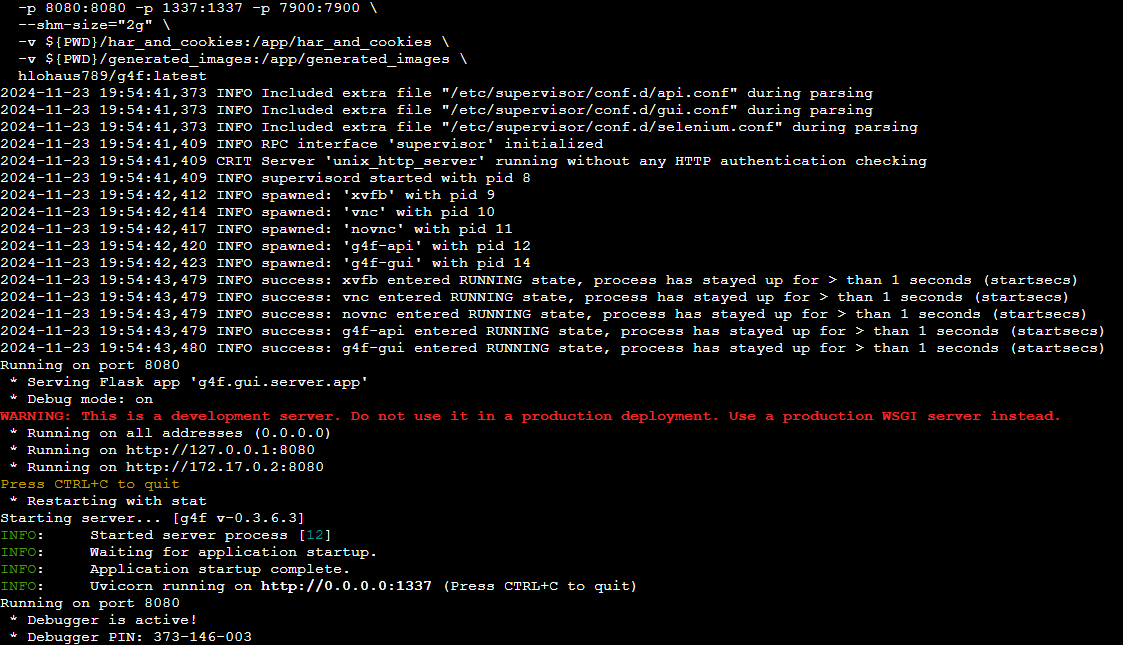 -p 8080:8080 -p 1337:1337 -p 7900:7900 \
--shm-size="2g" \
-v ${PWD}/har_and_cookies:/app/har_and_cookies \
-v ${PWD}/generated_images:/app/generated_images \
hlohaus789/g4f:latest
2024-11-23 19:54:41,373 INFO Included extra file "/etc/supervisor/conf.d/api.conf" during parsing
2024-11-23 19:54:41,373 INFO Included extra file "/etc/supervisor/conf.d/gui.conf" during parsing
2024-11-23 19:54:41,373 INFO Included extra file "/etc/supervisor/conf.d/selenium.conf" during parsing
2024-11-23 19:54:41,409 INFO RPC interface 'supervisor' initialized
2024-11-23 19:54:41,409 CRIT Server 'unix_http_server' running without any HTTP authentication checking
2024-11-23 19:54:41,409 INFO supervisord started with pid 8
2024-11-23 19:54:42,412 INFO spawned: 'xvfb' with pid 9
2024-11-23 19:54:42,414 INFO spawned: 'vnc' with pid 10
2024-11-23 19:54:42,417 INFO spawned: 'novnc' with pid 11
2024-11-23 19:54:42,420 INFO spawned: 'g4f-api' with pid 12
2024-11-23 19:54:42,423 INFO spawned: 'g4f-gui' with pid 14
2024-11-23 19:54:43,479 INFO success: xvfb entered RUNNING state, process has stayed up for > than 1 seconds (startsecs)
2024-11-23 19:54:43,479 INFO success: vnc entered RUNNING state, process has stayed up for > than 1 seconds (startsecs)
2024-11-23 19:54:43,479 INFO success: novnc entered RUNNING state, process has stayed up for > than 1 seconds (startsecs)
2024-11-23 19:54:43,479 INFO success: g4f-api entered RUNNING state, process has stayed up for > than 1 seconds (startsecs)
2024-11-23 19:54:43,480 INFO success: g4f-gui entered RUNNING state, process has stayed up for > than 1 seconds (startsecs)
Running on port 8080
* Serving Flask app 'g4f.gui.server.app'
* Debug mode: on
WARNING: This is a development server. Do not use it in a production deployment. Use a production WSGI server instead.
* Running on all addresses (0.0.0.0)
* Running on http://127.0.0.1:8080
* Running on http://172.17.0.2:8080
Press CTRL+C to quit
* Restarting with stat
Starting server... [g4f v-0.3.6.3]
INFO:     Started server process [12]
INFO:     Waiting for application startup.
INFO:     Application startup complete.
INFO:     Uvicorn running on http://0.0.0.0:1337 (Press CTRL+C to quit)
Running on port 8080
* Debugger is active!
* Debugger PIN: 373-146-003